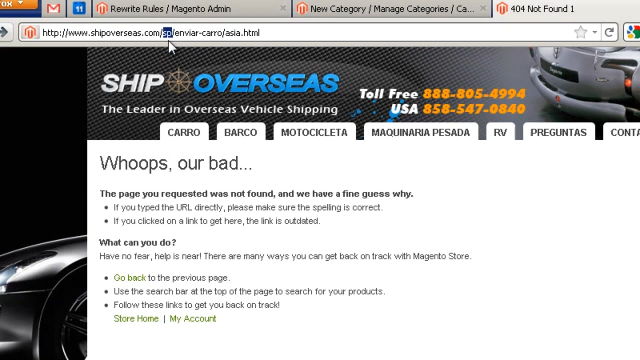 Rewrite Rules / Magento Admin
New Category / Manage Categories / Ca...
404 Not Found 1
http://www.shipoverseas.com/sp/enviar-carro/asia.html
SHIP OVERSEAS
The Leader in Overseas Vehicle Shipping
Toll Free 888-805-4994
USA 858-547-0840
CARRO BARCO MOTOCICLETA MAQUINARIA PESADA RV PREGUNTAS CONTA
Whoops, our bad...
The page you requested was not found, and we have a fine guess why.
• If you typed the URL directly, please make sure the spelling is correct.
• If you clicked on a link to get here, the link is outdated.
What can you do?
Have no fear, help is near! There are many ways you can get back on track with Magento Store.
• Go back to the previous page.
• Use the search bar at the top of the page to search for your products.
• Follow these links to get you back on track!
Store Home | My Account